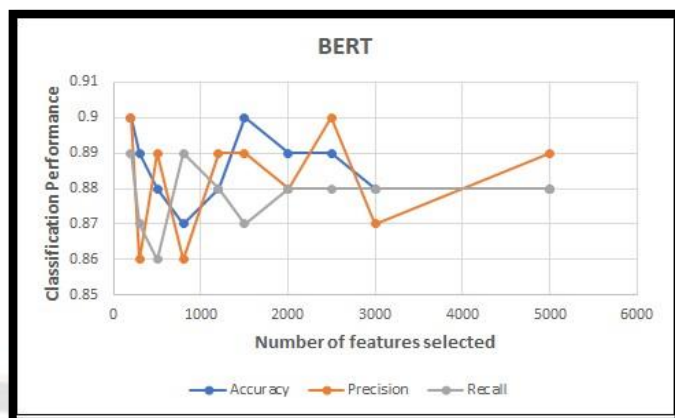 BERT
0.91
0.9
0.89
0.88
0.87
0.86
0.85
Classification Performance
0 1000 2000 3000 4000 5000 6000
Number of features selected
Accuracy Precision Recall